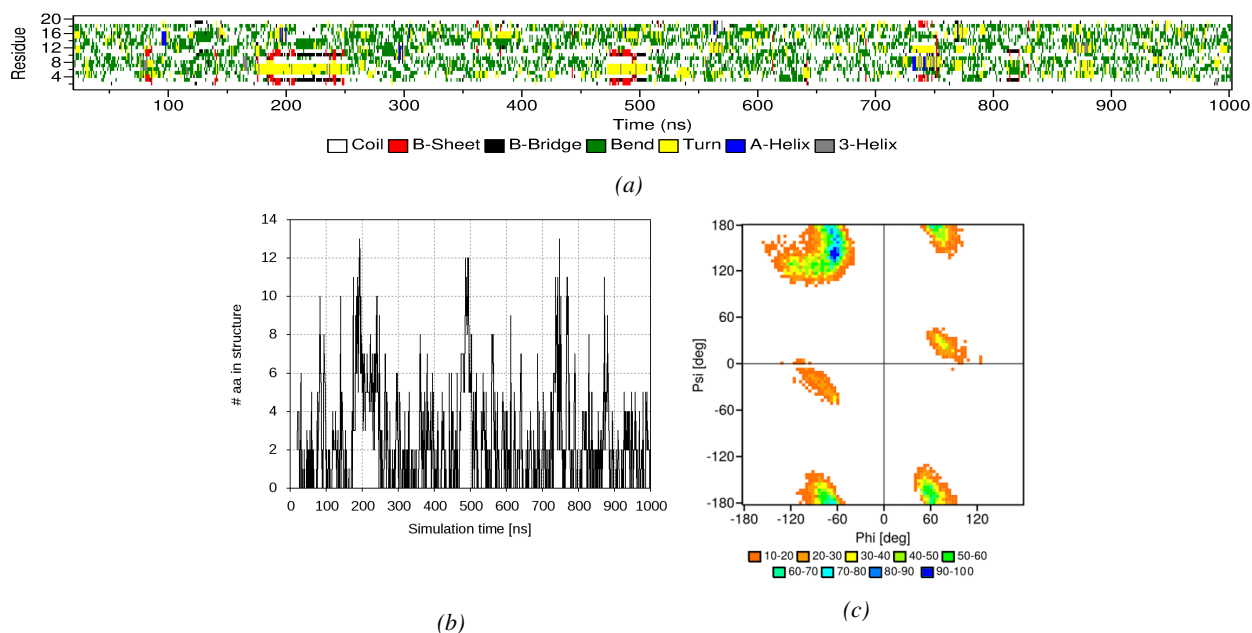 20
16
12
8
4
Residue
100 200 300 400 500 600 700 800 900 1000
Time (ns)
Coil B-Sheet B-Bridge Bend Turn A-Helix 3-Helix
(a)
14
12
10
8
6
4
2
0
# aa in structure
0 100 200 300 400 500 600 700 800 900 1000
Simulation time [ns]
(b)
180
120
60
0
-60
-120
-180
Psi [deg]
-180 -120 -60 0 60 120
Phi [deg]
10-20 20-30 30-40 40-50 50-60
60-70 70-80 80-90 90-100
(c)